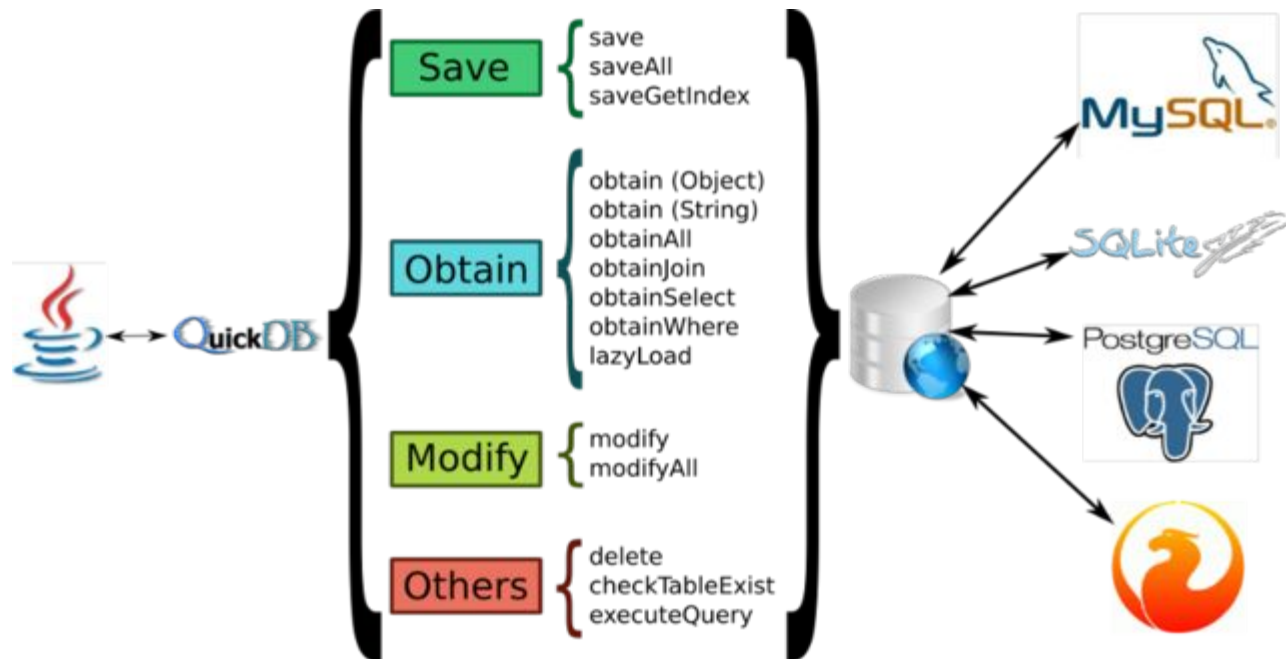 QuickDB
Save
save
saveAll
saveGetIndex
Obtain
obtain (Object)
obtain (String)
obtainAll
obtainJoin
obtainSelect
obtainWhere
lazyLoad
Modify
modify
modifyAll
Others
delete
checkTableExist
executeQuery
MySQL®
SQLite
PostgreSQL